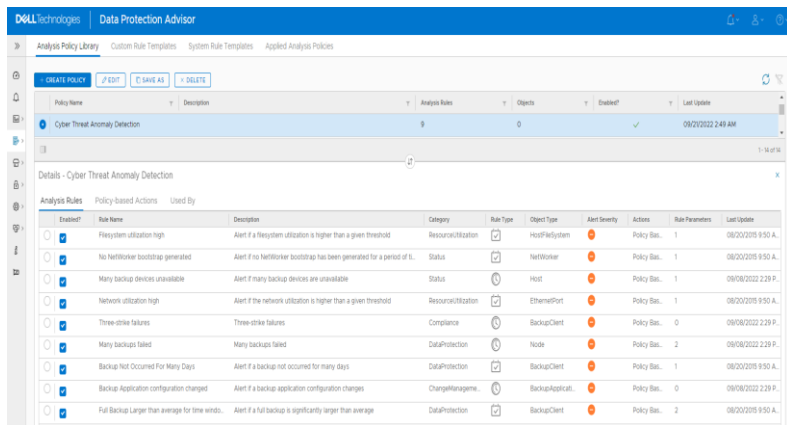 DELLTechnologies Data Protection Advisor
Analysis Policy Library Custom Rule Templates System Rule Templates Applied Analysis Policies
+ CREATE POLICY EDIT SAVE AS × DELETE
Policy Name Description Analysis Rules Objects Enabled? Last Update
Cyber Threat Anomaly Detection 9 0 09/21/2022 2:49 AM
1 - 14 of 14
Details - Cyber Threat Anomaly Detection ×
Analysis Rules Policy-based Actions Used By
Enabled? Rule Name Description Category Rule Type Object Type Alert Severity Actions Rule Parameters Last Update
Filesystem utilization high Alert if a filesystem utilization is higher than a given threshold ResourceUtilization HostFileSystem Policy Bas... 1 08/20/2015 9:50 A...
No NetWorker bootstrap generated Alert if no NetWorker bootstrap has been generated for a period of ti... Status NetWorker Policy Bas... 1 08/20/2015 9:50 A...
Many backup devices unavailable Alert if many backup devices are unavailable Status Host Policy Bas... 1 09/08/2022 2:29 P...
Network utilization high Alert if the network utilization is higher than a given threshold ResourceUtilization EthernetPort Policy Bas... 1 08/20/2015 9:50 A...
Three-strike failures Three-strike failures Compliance BackupClient Policy Bas... 0 09/08/2022 2:29 P...
Many backups failed Many backups failed DataProtection Node Policy Bas... 2 09/08/2022 2:29 P...
Backup Not Occurred For Many Days Alert if a backup not occurred for many days DataProtection BackupClient Policy Bas... 1 08/20/2015 9:50 A...
Backup Application configuration changed Alert if a backup application configuration changes ChangeManageme... BackupApplicati... Policy Bas... 0 09/08/2022 2:29 P...
Full Backup Larger than average for time windo... Alert if a full backup is significantly larger than average DataProtection BackupClient Policy Bas... 2 08/20/2015 9:50 A...